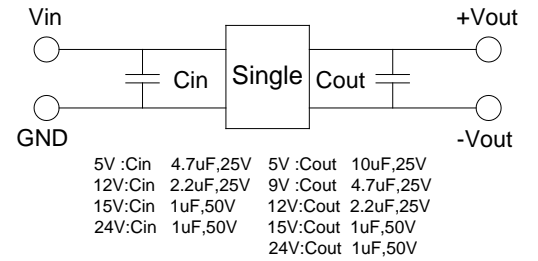 Vin +Vout
Cin Single Cout
GND -Vout
5V :Cin 4.7uF,25V 5V :Cout 10uF,25V
12V:Cin 2.2uF,25V 9V :Cout 4.7uF,25V
15V:Cin 1uF,50V 12V:Cout 2.2uF,25V
24V:Cin 1uF,50V 15V:Cout 1uF,50V
24V:Cout 1uF,50V